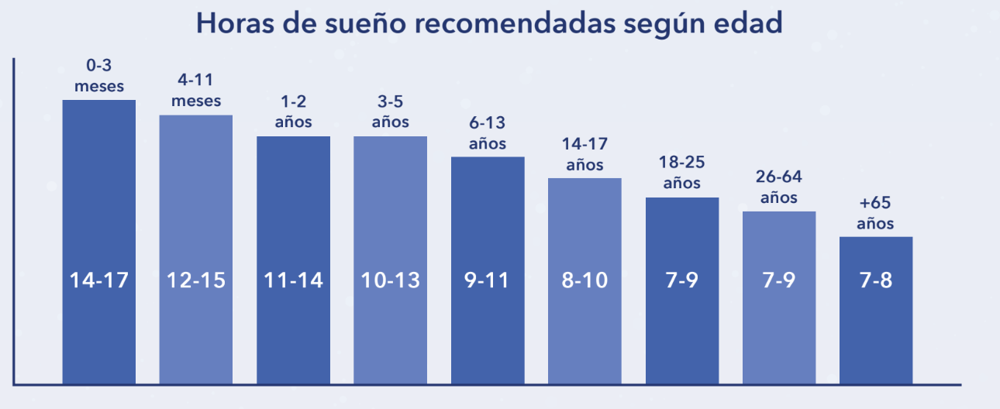 Horas de sueño recomendadas según edad
0-3
meses
4-11
meses
1-2
años
3-5
años
6-13
años
14-17
años
18-25
años
26-64
años
+65
años
14-17
12-15
11-14
10-13
9-11
8-10
7-9
7-9
7-8